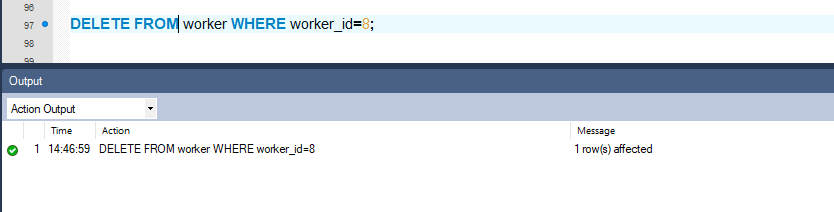 96
97 DELETE FROM worker WHERE worker_id=8;
98
99
Output
Action Output
Time Action Message
1 14:46:59 DELETE FROM worker WHERE worker_id=8 1 row(s) affected